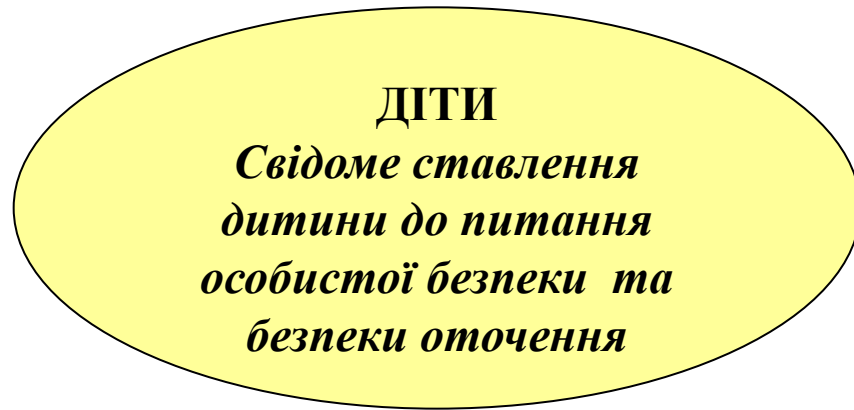 ДІТИ
Свідоме ставлення
дитини до питання
особистої безпеки та
безпеки оточення